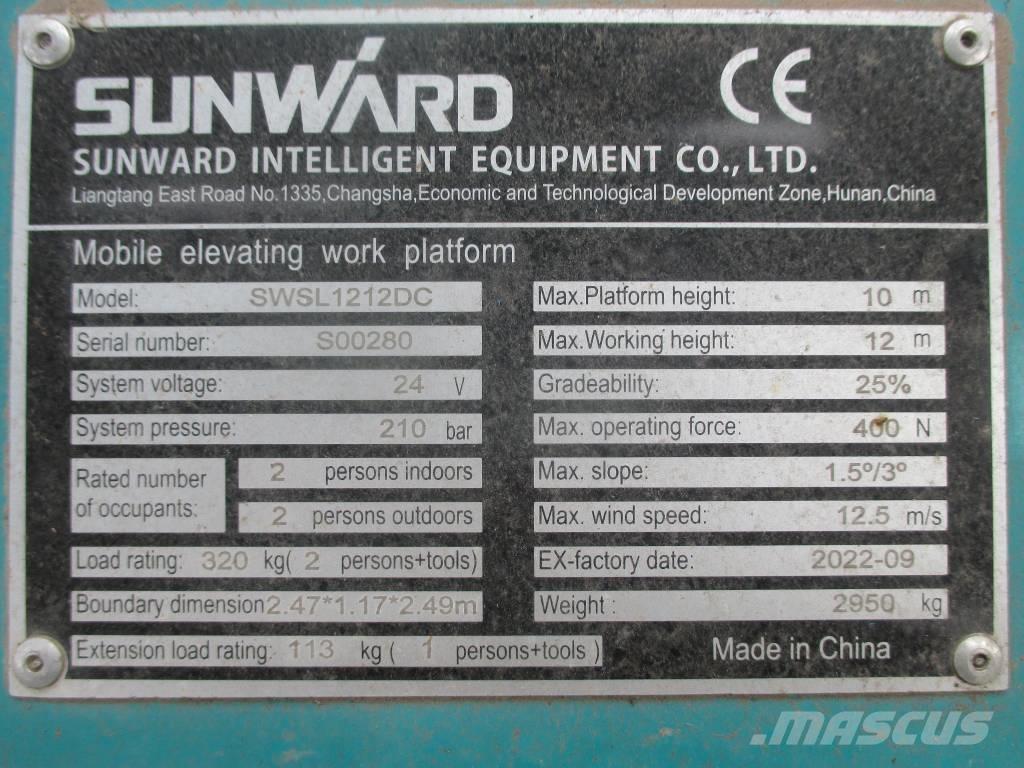 SUNWARD
CE
SUNWARD INTELLIGENT EQUIPMENT CO., LTD.
Liangtang East Road No.1335,Changsha,Economic and Technological Development Zone,Hunan,China
Mobile elevating work platform
Model: SWSL1212DC
Serial number: S00280
System voltage: 24 V
System pressure: 210 bar
Rated number of occupants: 2 persons indoors
2 persons outdoors
Load rating: 320 kg( 2 persons+tools)
Boundary dimension 2.47*1.17*2.49m
Extension load rating: 113 kg ( 1 persons+tools )
Max.Platform height: 10 m
Max.Working height: 12 m
Gradeability: 25%
Max. operating force: 400 N
Max. slope: 1.5°/3°
Max. wind speed: 12.5 m/s
EX-factory date: 2022-09
Weight : 2950 kg
Made in China
MASCUS